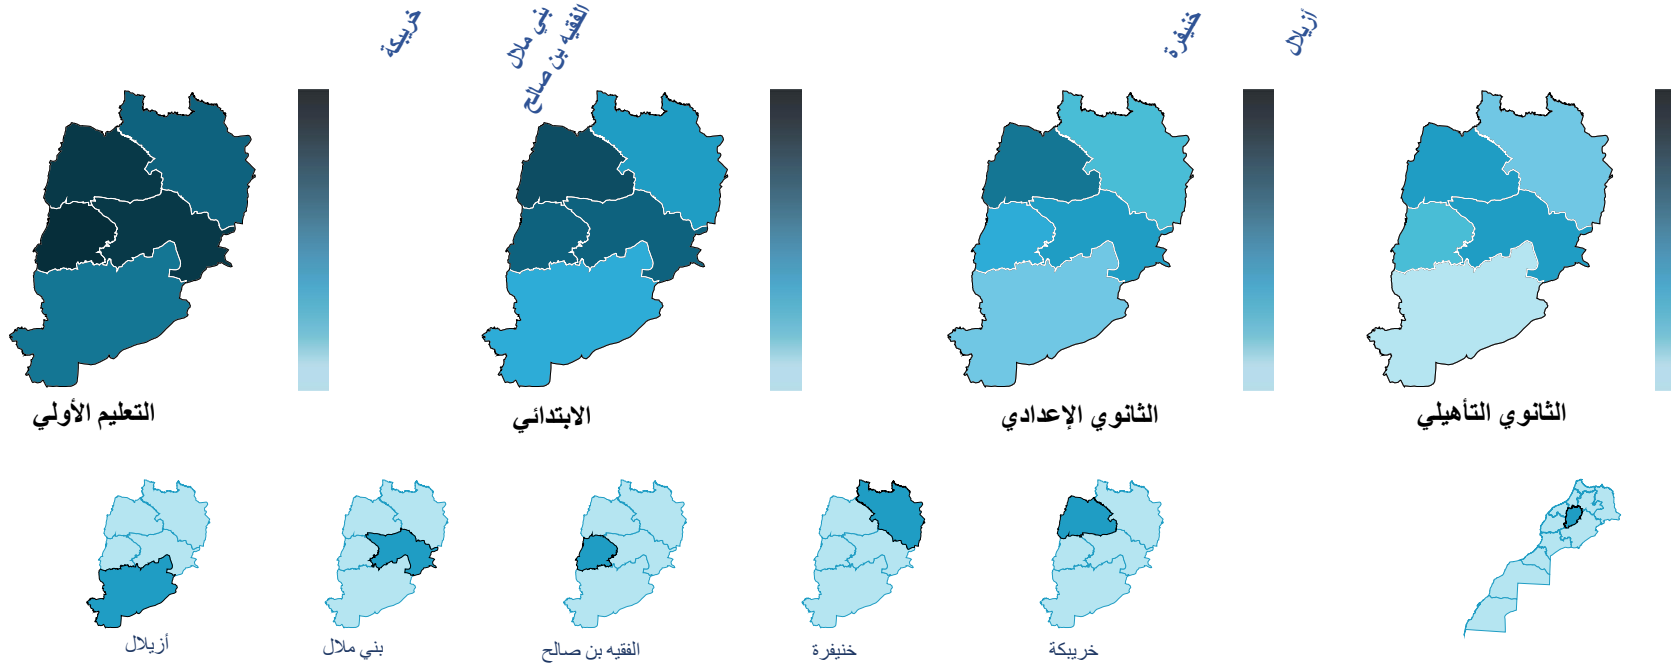 خريبكة
بني ملال
الفقيه بن صالح
خنيفرة
أزيلال
التعليم الأولي
الابتدائي
الثانوي الإعدادي
الثانوي التأهيلي
أزيلال
بني ملال
الفقيه بن صالح
خنيفرة
خريبكة